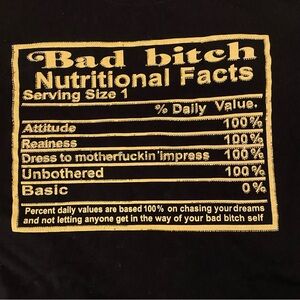 Bad bitch
Nutritional Facts
Serving Size 1
% Daily Value.
Attitude 100%
Realness 100%
Dress to motherfuckin'impress 100%
Unbothered 100%
Basic 0%
Percent daily values are based 100% on chasing your dreams
and not letting anyone get in the way of your bad bitch self